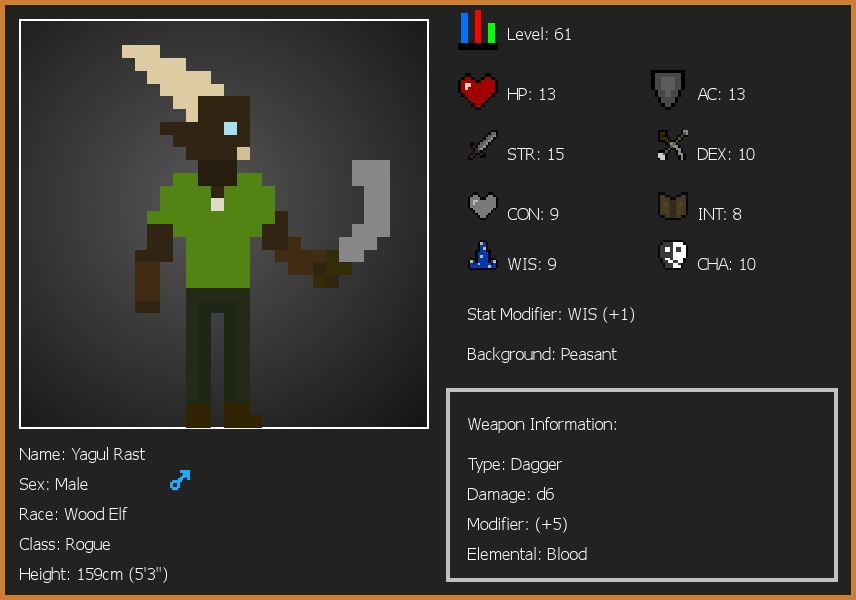 Level: 61
HP: 13
AC: 13
STR: 15
DEX: 10
CON: 9
INT: 8
WIS: 9
CHA: 10
Stat Modifier: WIS (+1)
Background: Peasant
Weapon Information:
Type: Dagger
Damage: d6
Modifier: (+5)
Elemental: Blood
Name: Yagul Rast
Sex: Male
Race: Wood Elf
Class: Rogue
Height: 159cm (5'3")